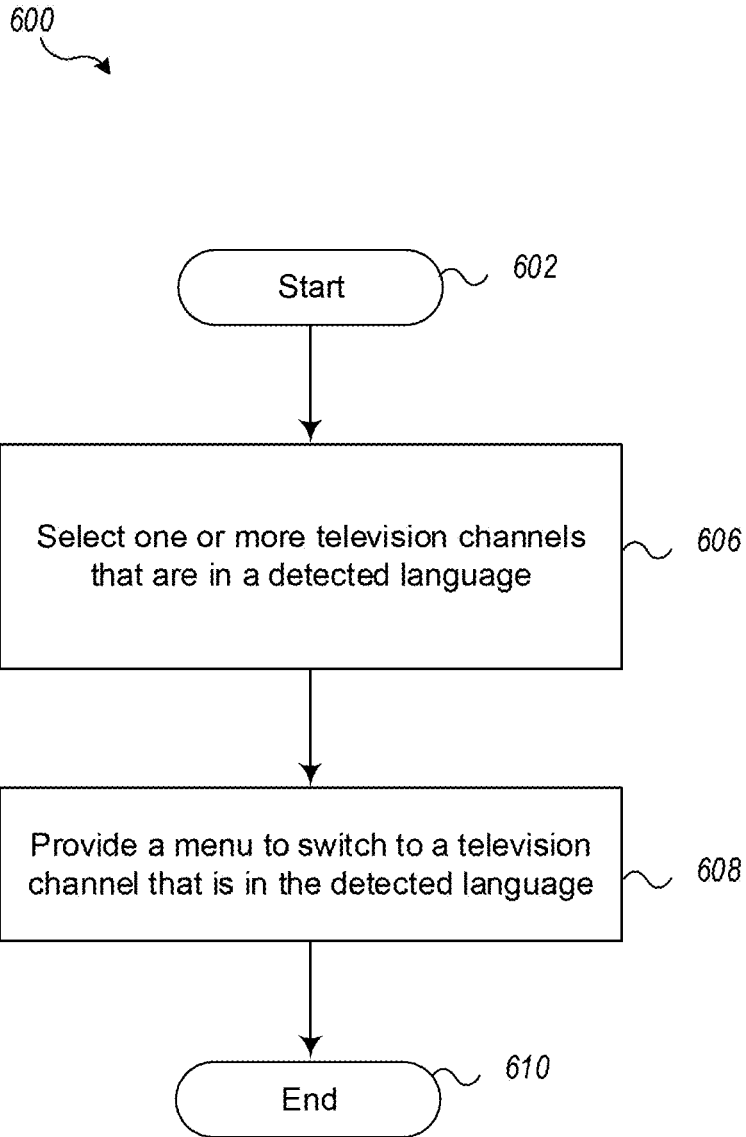 600
Start
602
Select one or more television channels
that are in a detected language
606
Provide a menu to switch to a television
channel that is in the detected language
608
End
610